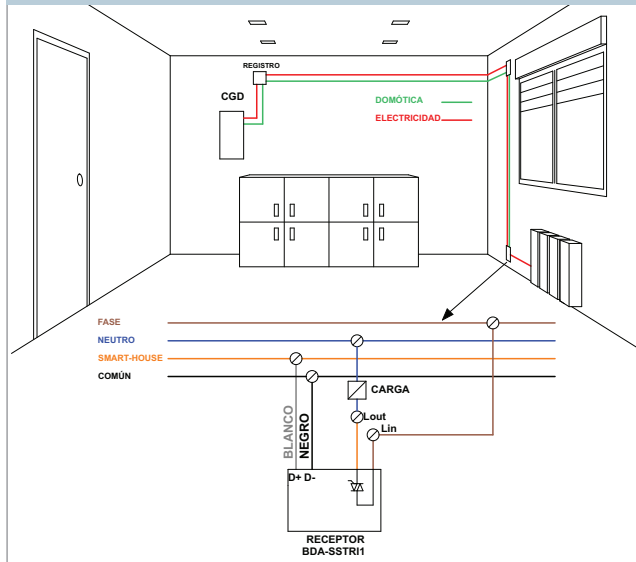 REGISTRO
CGD
DOMÓTICA
ELECTRICIDAD
FASE
NEUTRO
SMART-HOUSE
COMÚN
CARGA
BLANCO
NEGRO
Lout
Lin
D+ D-
RECEPTOR
BDA-SSTRI1